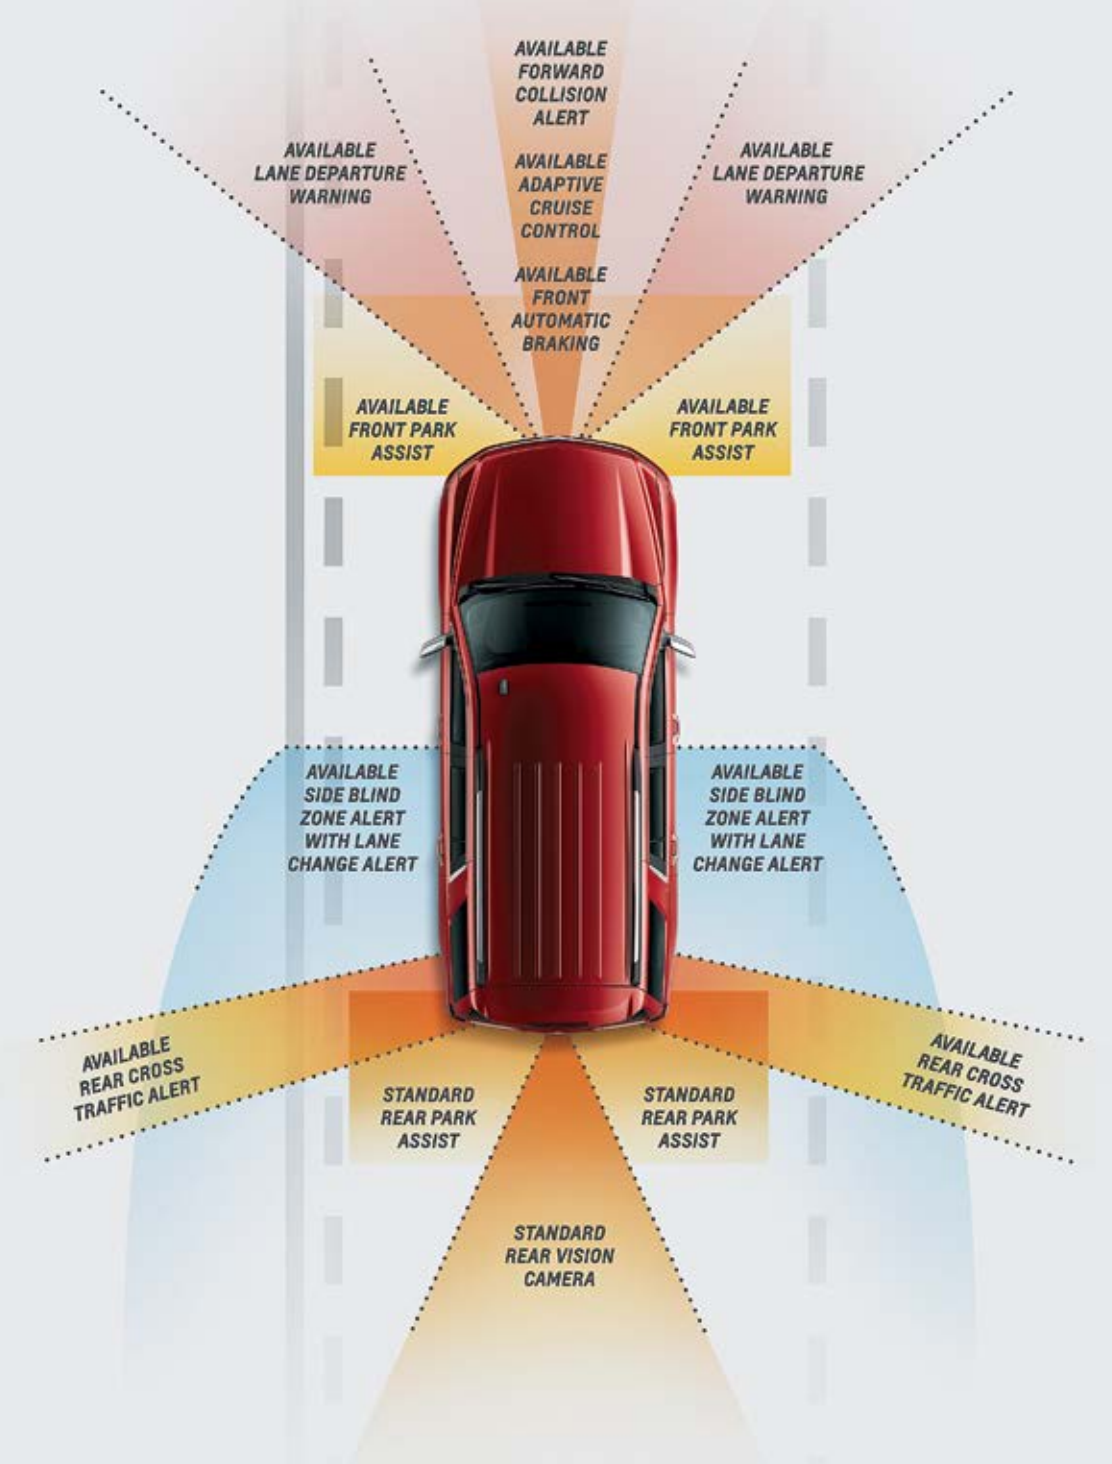 AVAILABLE
FORWARD
COLLISION
ALERT
AVAILABLE
LANE DEPARTURE
WARNING
AVAILABLE
ADAPTIVE
CRUISE
CONTROL
AVAILABLE
LANE DEPARTURE
WARNING
AVAILABLE
FRONT
AUTOMATIC
BRAKING
AVAILABLE
FRONT PARK
ASSIST
AVAILABLE
FRONT PARK
ASSIST
AVAILABLE
SIDE BLIND
ZONE ALERT
WITH LANE
CHANGE ALERT
AVAILABLE
SIDE BLIND
ZONE ALERT
WITH LANE
CHANGE ALERT
AVAILABLE
REAR CROSS
TRAFFIC ALERT
STANDARD
REAR PARK
ASSIST
STANDARD
REAR PARK
ASSIST
AVAILABLE
REAR CROSS
TRAFFIC ALERT
STANDARD
REAR VISION
CAMERA